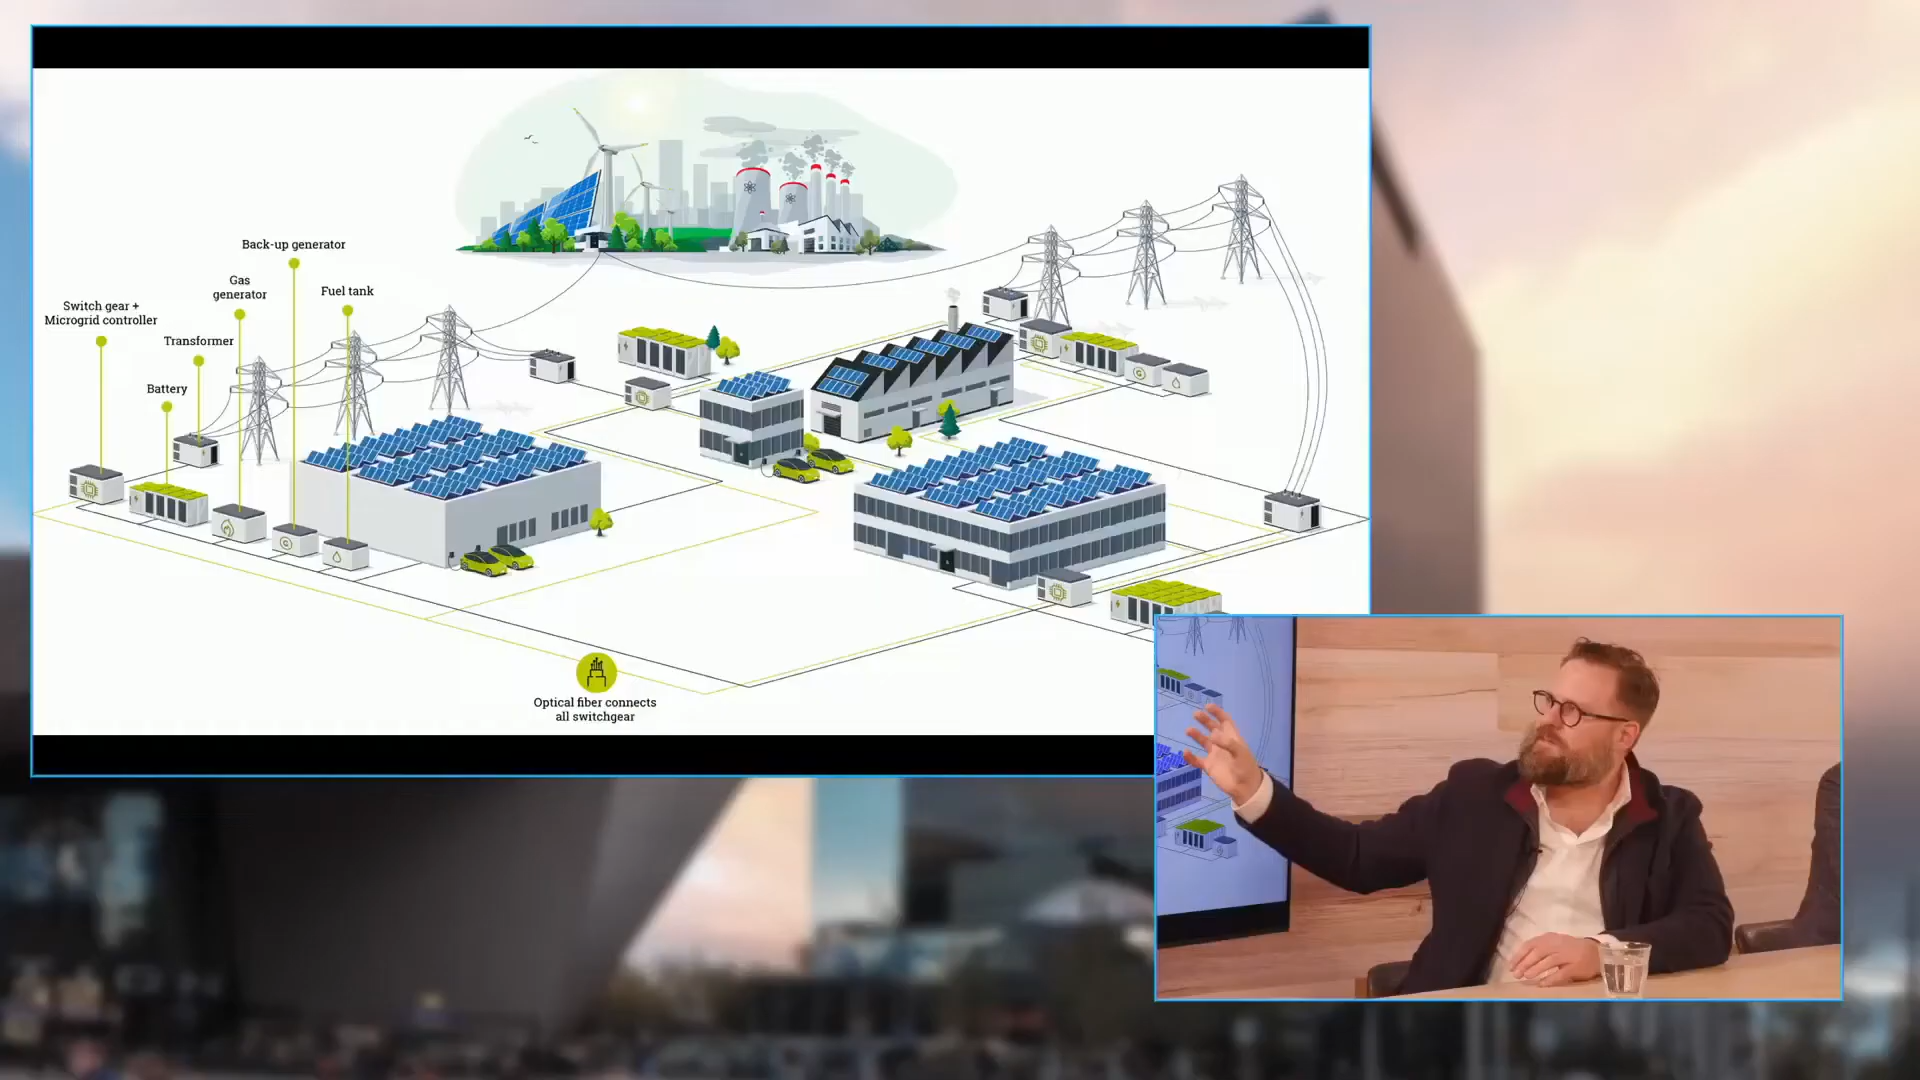 Back-up generator
Gas
generator
Fuel tank
Switch gear +
Microgrid controller
Transformer
Battery
Optical fiber connects
all switchgear